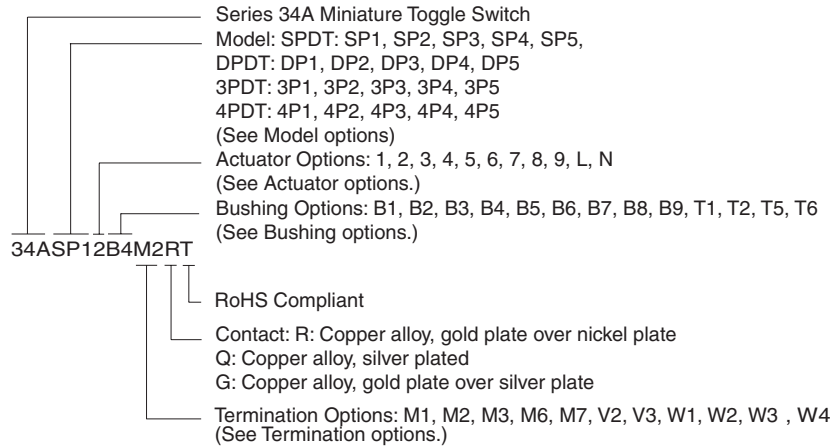 Series 34A Miniature Toggle Switch
Model: SPDT: SP1, SP2, SP3, SP4, SP5,
DPDT: DP1, DP2, DP3, DP4, DP5
3PDT: 3P1, 3P2, 3P3, 3P4, 3P5
4PDT: 4P1, 4P2, 4P3, 4P4, 4P5
(See Model options)
Actuator Options: 1, 2, 3, 4, 5, 6, 7, 8, 9, L, N
(See Actuator options.)
Bushing Options: B1, B2, B3, B4, B5, B6, B7, B8, B9, T1, T2, T5, T6
(See Bushing options.)
34ASP12B4M2RT
RoHS Compliant
Contact: R: Copper alloy, gold plate over nickel plate
Q: Copper alloy, silver plated
G: Copper alloy, gold plate over silver plate
Termination Options: M1, M2, M3, M6, M7, V2, V3, W1, W2, W3 , W4
(See Termination options.)